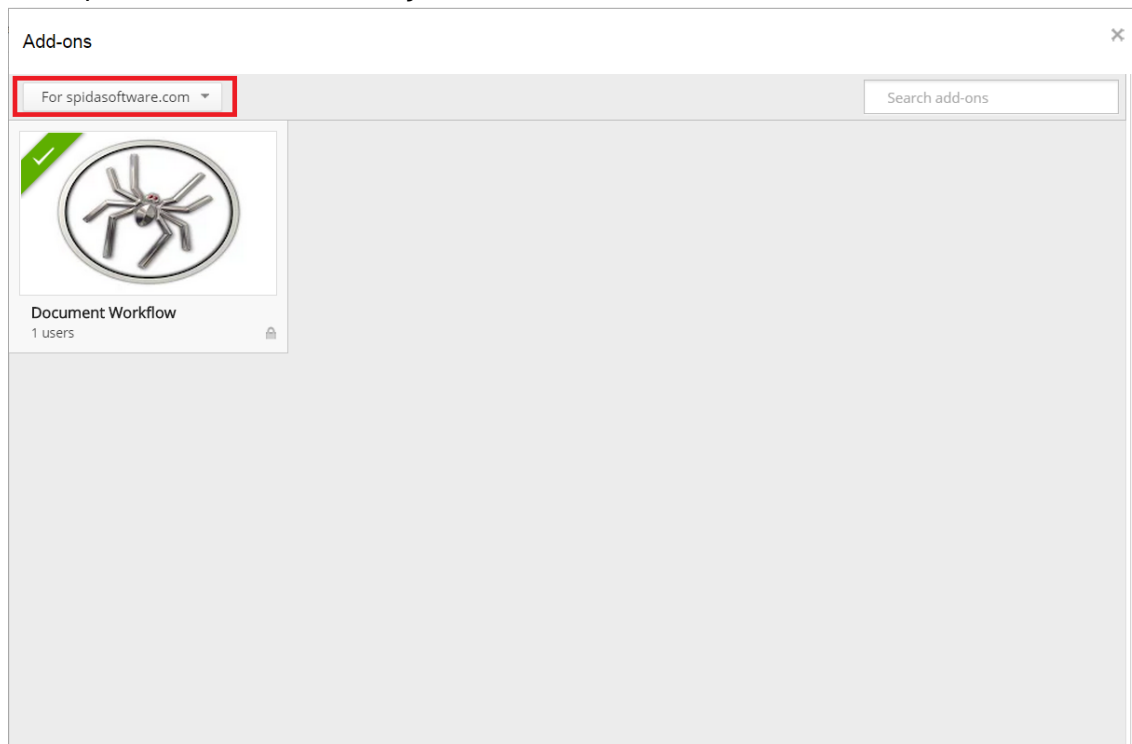 Add-ons
For spidasoftware.com
Search add-ons
Document Workflow
1 users